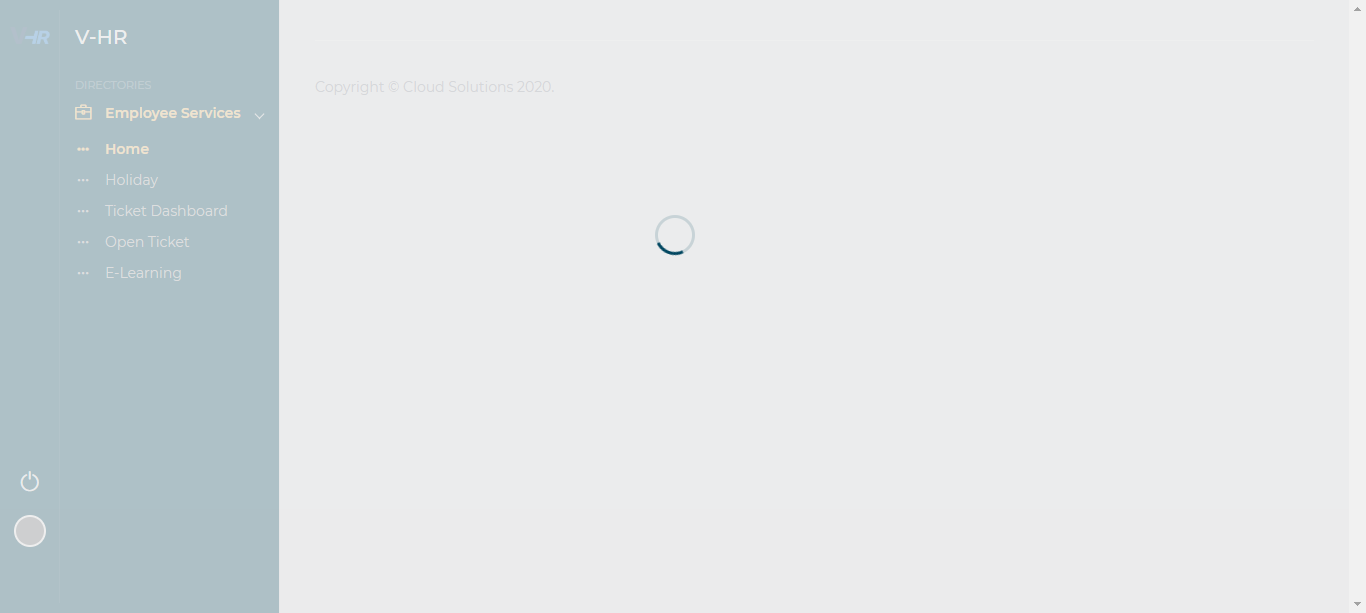 HR
V-HR
DIRECTORIES
Employee Services
Home
Holiday
Ticket Dashboard
Open Ticket
E-Learning
Copyright © Cloud Solutions 2020.